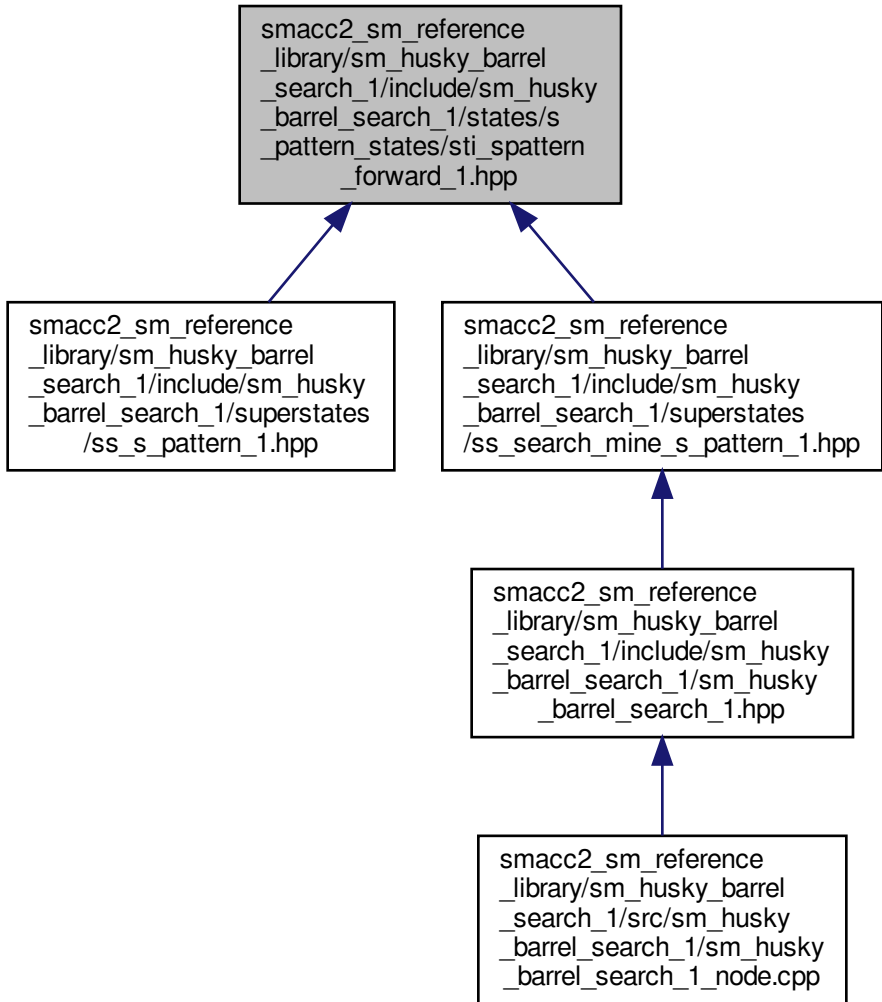 smacc2_sm_reference
_library/sm_husky_barrel
_search_1/include/sm_husky
_barrel_search_1/states/s
_pattern_states/sti_spattern
_forward_1.hpp
smacc2_sm_reference
_library/sm_husky_barrel
_search_1/include/sm_husky
_barrel_search_1/superstates
/ss_s_pattern_1.hpp
smacc2_sm_reference
_library/sm_husky_barrel
_search_1/include/sm_husky
_barrel_search_1/superstates
/ss_search_mine_s_pattern_1.hpp
smacc2_sm_reference
_library/sm_husky_barrel
_search_1/include/sm_husky
_barrel_search_1/sm_husky
_barrel_search_1.hpp
smacc2_sm_reference
_library/sm_husky_barrel
_search_1/src/sm_husky
_barrel_search_1/sm_husky
_barrel_search_1_node.cpp